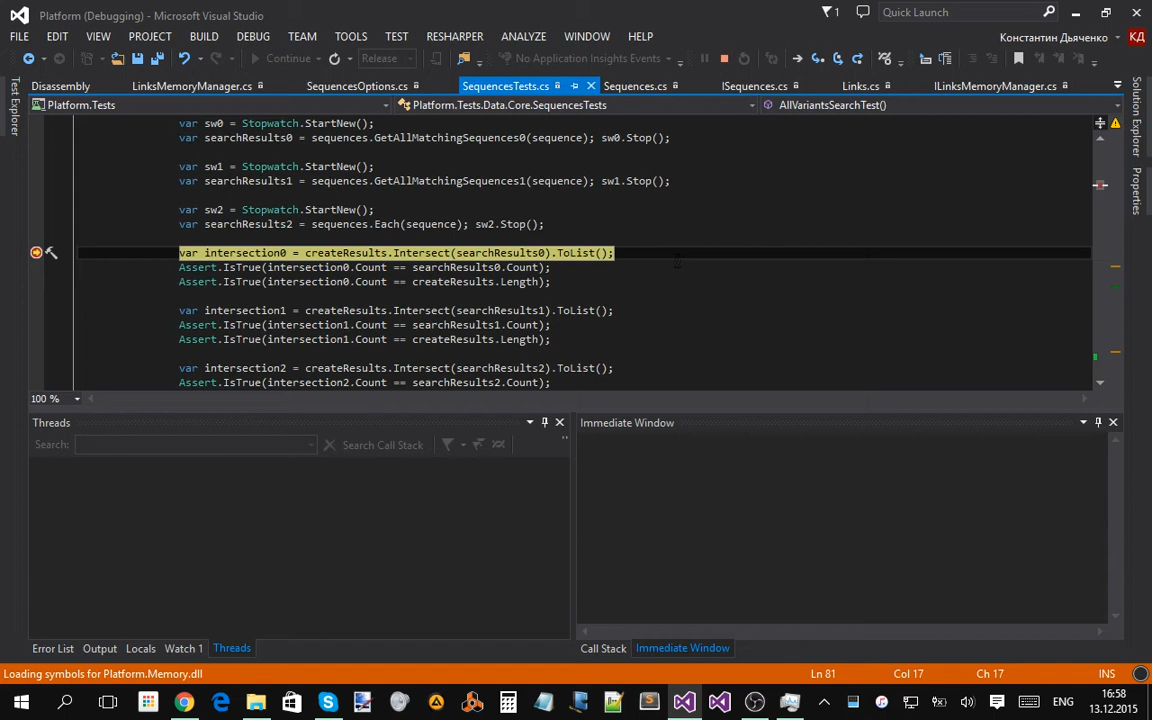 Platform (Debugging) - Microsoft Visual Studio
1
Quick Launch
FILE EDIT VIEW PROJECT BUILD DEBUG TEAM TOOLS TEST RESHARPER ANALYZE WINDOW HELP
Константин Дьяченко КД
Continue Release No Application Insights Events
Test Explorer
Disassembly LinksMemoryManager.cs SequencesOptions.cs SequencesTests.cs Sequences.cs ISequences.cs Links.cs ILinksMemoryManager.cs
Solution Explorer
Properties
Platform.Tests Platform.Tests.Data.Core.SequencesTests AllVariantsSearchTest()
var sw0 = Stopwatch.StartNew();
var searchResults0 = sequences.GetAllMatchingSequences0(sequence); sw0.Stop();
var sw1 = Stopwatch.StartNew();
var searchResults1 = sequences.GetAllMatchingSequences1(sequence); sw1.Stop();
var sw2 = Stopwatch.StartNew();
var searchResults2 = sequences.Each(sequence); sw2.Stop();
var intersection0 = createResults.Intersect(searchResults0).ToList();
Assert.IsTrue(intersection0.Count == searchResults0.Count);
Assert.IsTrue(intersection0.Count == createResults.Length);
var intersection1 = createResults.Intersect(searchResults1).ToList();
Assert.IsTrue(intersection1.Count == searchResults1.Count);
Assert.IsTrue(intersection1.Count == createResults.Length);
var intersection2 = createResults.Intersect(searchResults2).ToList();
Assert.IsTrue(intersection2.Count == searchResults2.Count);
100 %
Threads
Search: Search Call Stack
Immediate Window
Error List Output Locals Watch 1 Threads
Call Stack Immediate Window
Loading symbols for Platform.Memory.dll Ln 81 Col 17 Ch 17 INS
ENG
16:58
13.12.2015